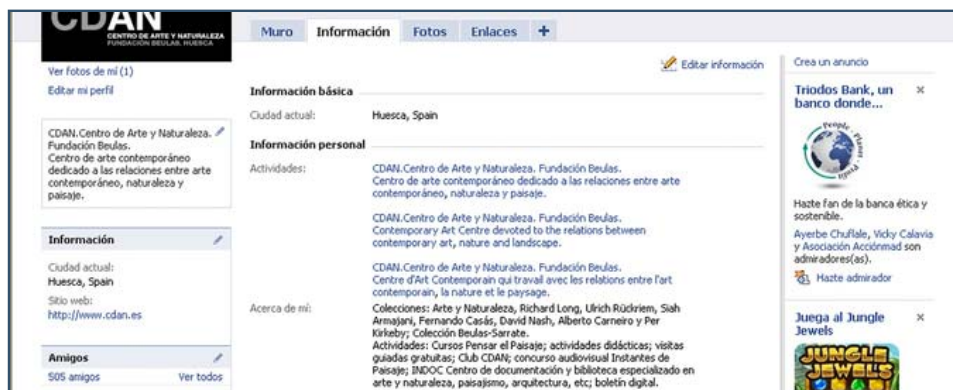 CDAN
CENTRO DE ARTE Y NATURALEZA
FUNDACIÓN BEULAS. HUESCA
Ver fotos de mí (1)
Editar mi perfil
CDAN.Centro de Arte y Naturaleza.
Fundación Beulas.
Centro de arte contemporáneo
dedicado a las relaciones entre arte
contemporáneo, naturaleza y
paisaje.
Información
Ciudad actual:
Huesca, Spain
Sitio web:
http://www.cdan.es
Amigos
505 amigos Ver todos
Muro Información Fotos Enlaces +
Editar información
Información básica
Ciudad actual: Huesca, Spain
Información personal
Actividades: CDAN.Centro de Arte y Naturaleza. Fundación Beulas.
Centro de arte contemporáneo dedicado a las relaciones entre arte
contemporáneo, naturaleza y paisaje.
CDAN.Centro de Arte y Naturaleza. Fundación Beulas.
Contemporary Art Centre devoted to the relations between
contemporary art, nature and landscape.
CDAN.Centro de Arte y Naturaleza. Fundación Beulas.
Centre d'Art Contemporain qui travail avec les relations entre l'art
contemporain, la nature et le paysage.
Acerca de mí: Colecciones: Arte y Naturaleza, Richard Long, Ulrich Rückriem, Siah
Armajani, Fernando Casás, David Nash, Alberto Carneiro y Per
Kirkeby; Colección Beulas-Sarrate.
Actividades: Cursos Pensar el Paisaje; actividades didácticas; visitas
guiadas gratuitas; Club CDAN; concurso audiovisual Instantes de
Paisaje; INDOC Centro de documentación y biblioteca especializado en
arte y naturaleza, paisajismo, arquitectura, etc; boletín digital.
Crea un anuncio
Triodos Bank, un
banco donde...
People · Planet · Profit
Hazte fan de la banca ética y
sostenible.
Ayerbe Chuflale, Vicky Calavia
y Asociación Acciónmad son
admiradores(as).
Hazte admirador
Juega al Jungle
Jewels
JUNGLE
JEWELS